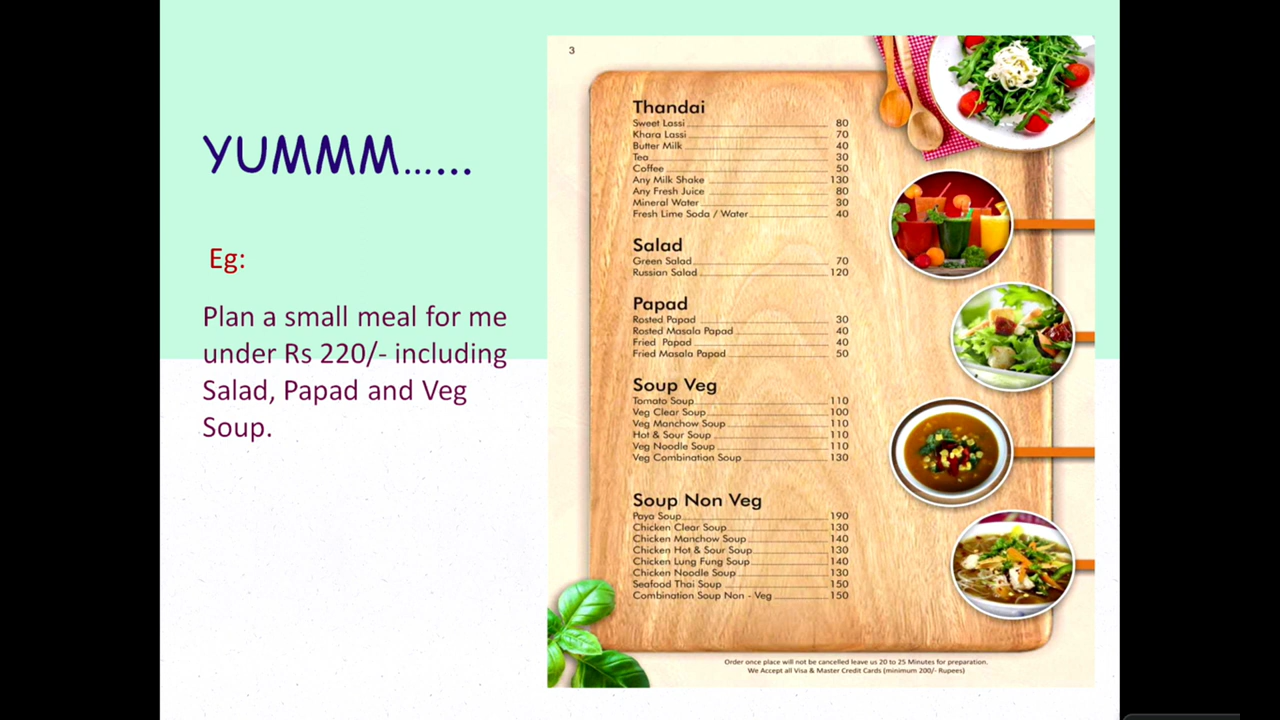 YUMMM......
Eg:
Plan a small meal for me
under Rs 220/- including
Salad, Papad and Veg
Soup.
3
Thandai
Sweet Lassi 80
Khara Lassi 70
Butter Milk 40
Tea 30
Coffee 50
Any Milk Shake 130
Any Fresh Juice 80
Mineral Water 30
Fresh Lime Soda / Water 40
Salad
Green Salad 70
Russian Salad 120
Papad
Rosted Papad 30
Rosted Masala Papad 40
Fried Papad 40
Fried Masala Papad 50
Soup Veg
Tomato Soup 110
Veg Clear Soup 100
Veg Manchow Soup 110
Hot & Sour Soup 110
Veg Noodle Soup 110
Veg Combination Soup 130
Soup Non Veg
Paya Soup 190
Chicken Clear Soup 130
Chicken Manchow Soup 140
Chicken Hot & Sour Soup 130
Chicken Lung Fung Soup 140
Chicken Noodle Soup 130
Seafood Thai Soup 150
Combination Soup Non - Veg 150
Order once place will not be cancelled leave us 20 to 25 Minutes for preparation.
We Accept all Visa & Master Credit Cards (minimum 200/- Rupees)